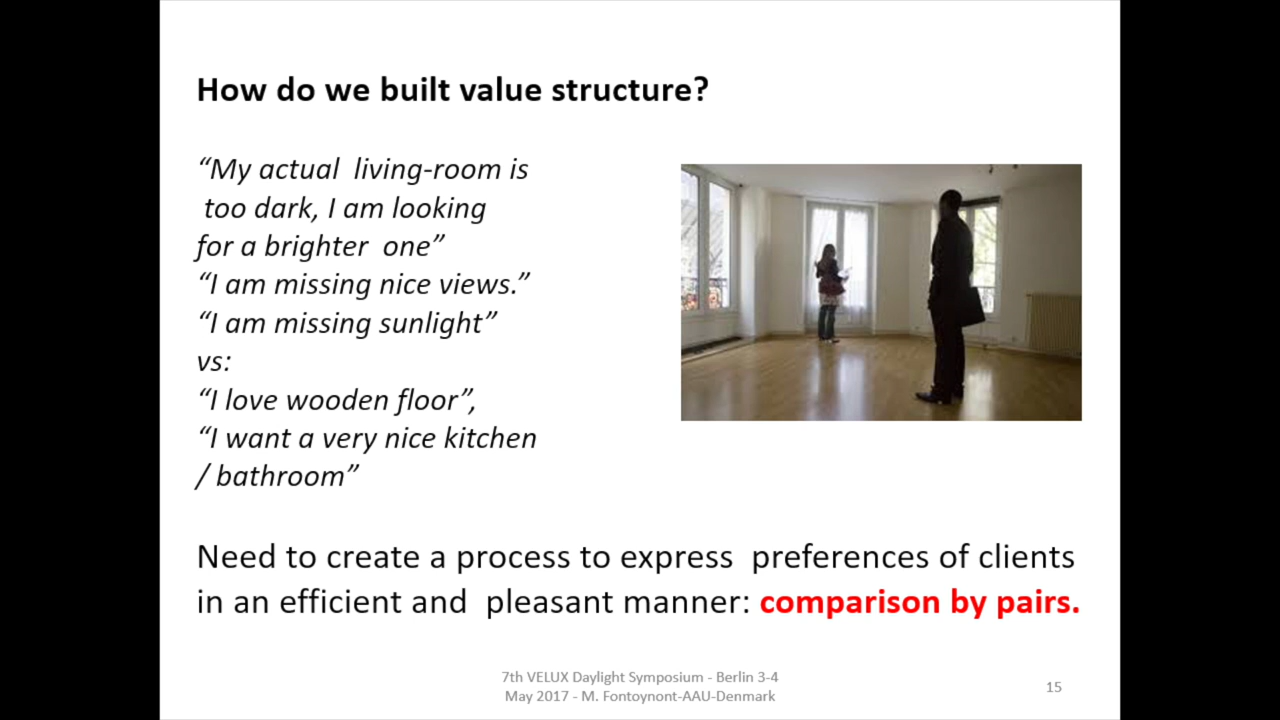 How do we built value structure?
“My actual living-room is
too dark, I am looking
for a brighter one”
“I am missing nice views.”
“I am missing sunlight”
vs:
“I love wooden floor”,
“I want a very nice kitchen
/ bathroom”
Need to create a process to express preferences of clients
in an efficient and pleasant manner: comparison by pairs.
7th VELUX Daylight Symposium - Berlin 3-4
May 2017 - M. Fontoynont-AAU-Denmark
15